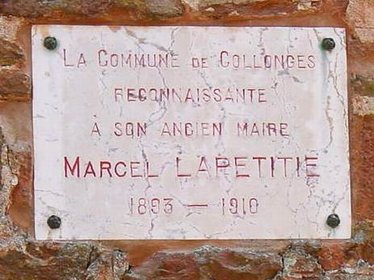 La Commune de Collonges
reconnaissante
à son ancien maire
Marcel LAPETITIE
1893 — 1910